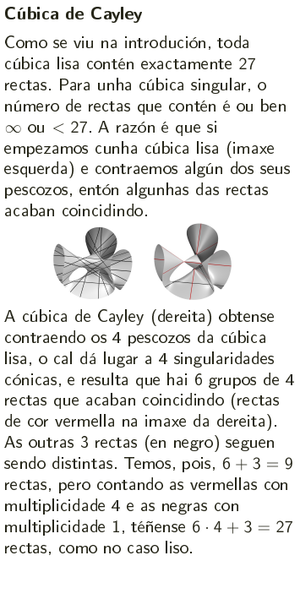 Cúbica de Cayley
Como se viu na introdución, toda
cúbica lisa contén exactamente 27
rectas. Para unha cúbica singular, o
número de rectas que contén é ou ben
∞ ou < 27. A razón é que si
empezamos cunha cúbica lisa (imaxe
esquerda) e contraemos algún dos seus
pescozos, entón algunhas das rectas
acaban coincidindo.
A cúbica de Cayley (dereita) obtense
contraendo os 4 pescozos da cúbica
lisa, o cal dá lugar a 4 singularidades
cónicas, e resulta que hai 6 grupos de 4
rectas que acaban coincidindo (rectas
de cor vermella na imaxe da dereita).
As outras 3 rectas (en negro) seguen
sendo distintas. Temos, pois, 6 + 3 = 9
rectas, pero contando as vermellas con
multiplicidade 4 e as negras con
multiplicidade 1, téñense 6 · 4 + 3 = 27
rectas, como no caso liso.